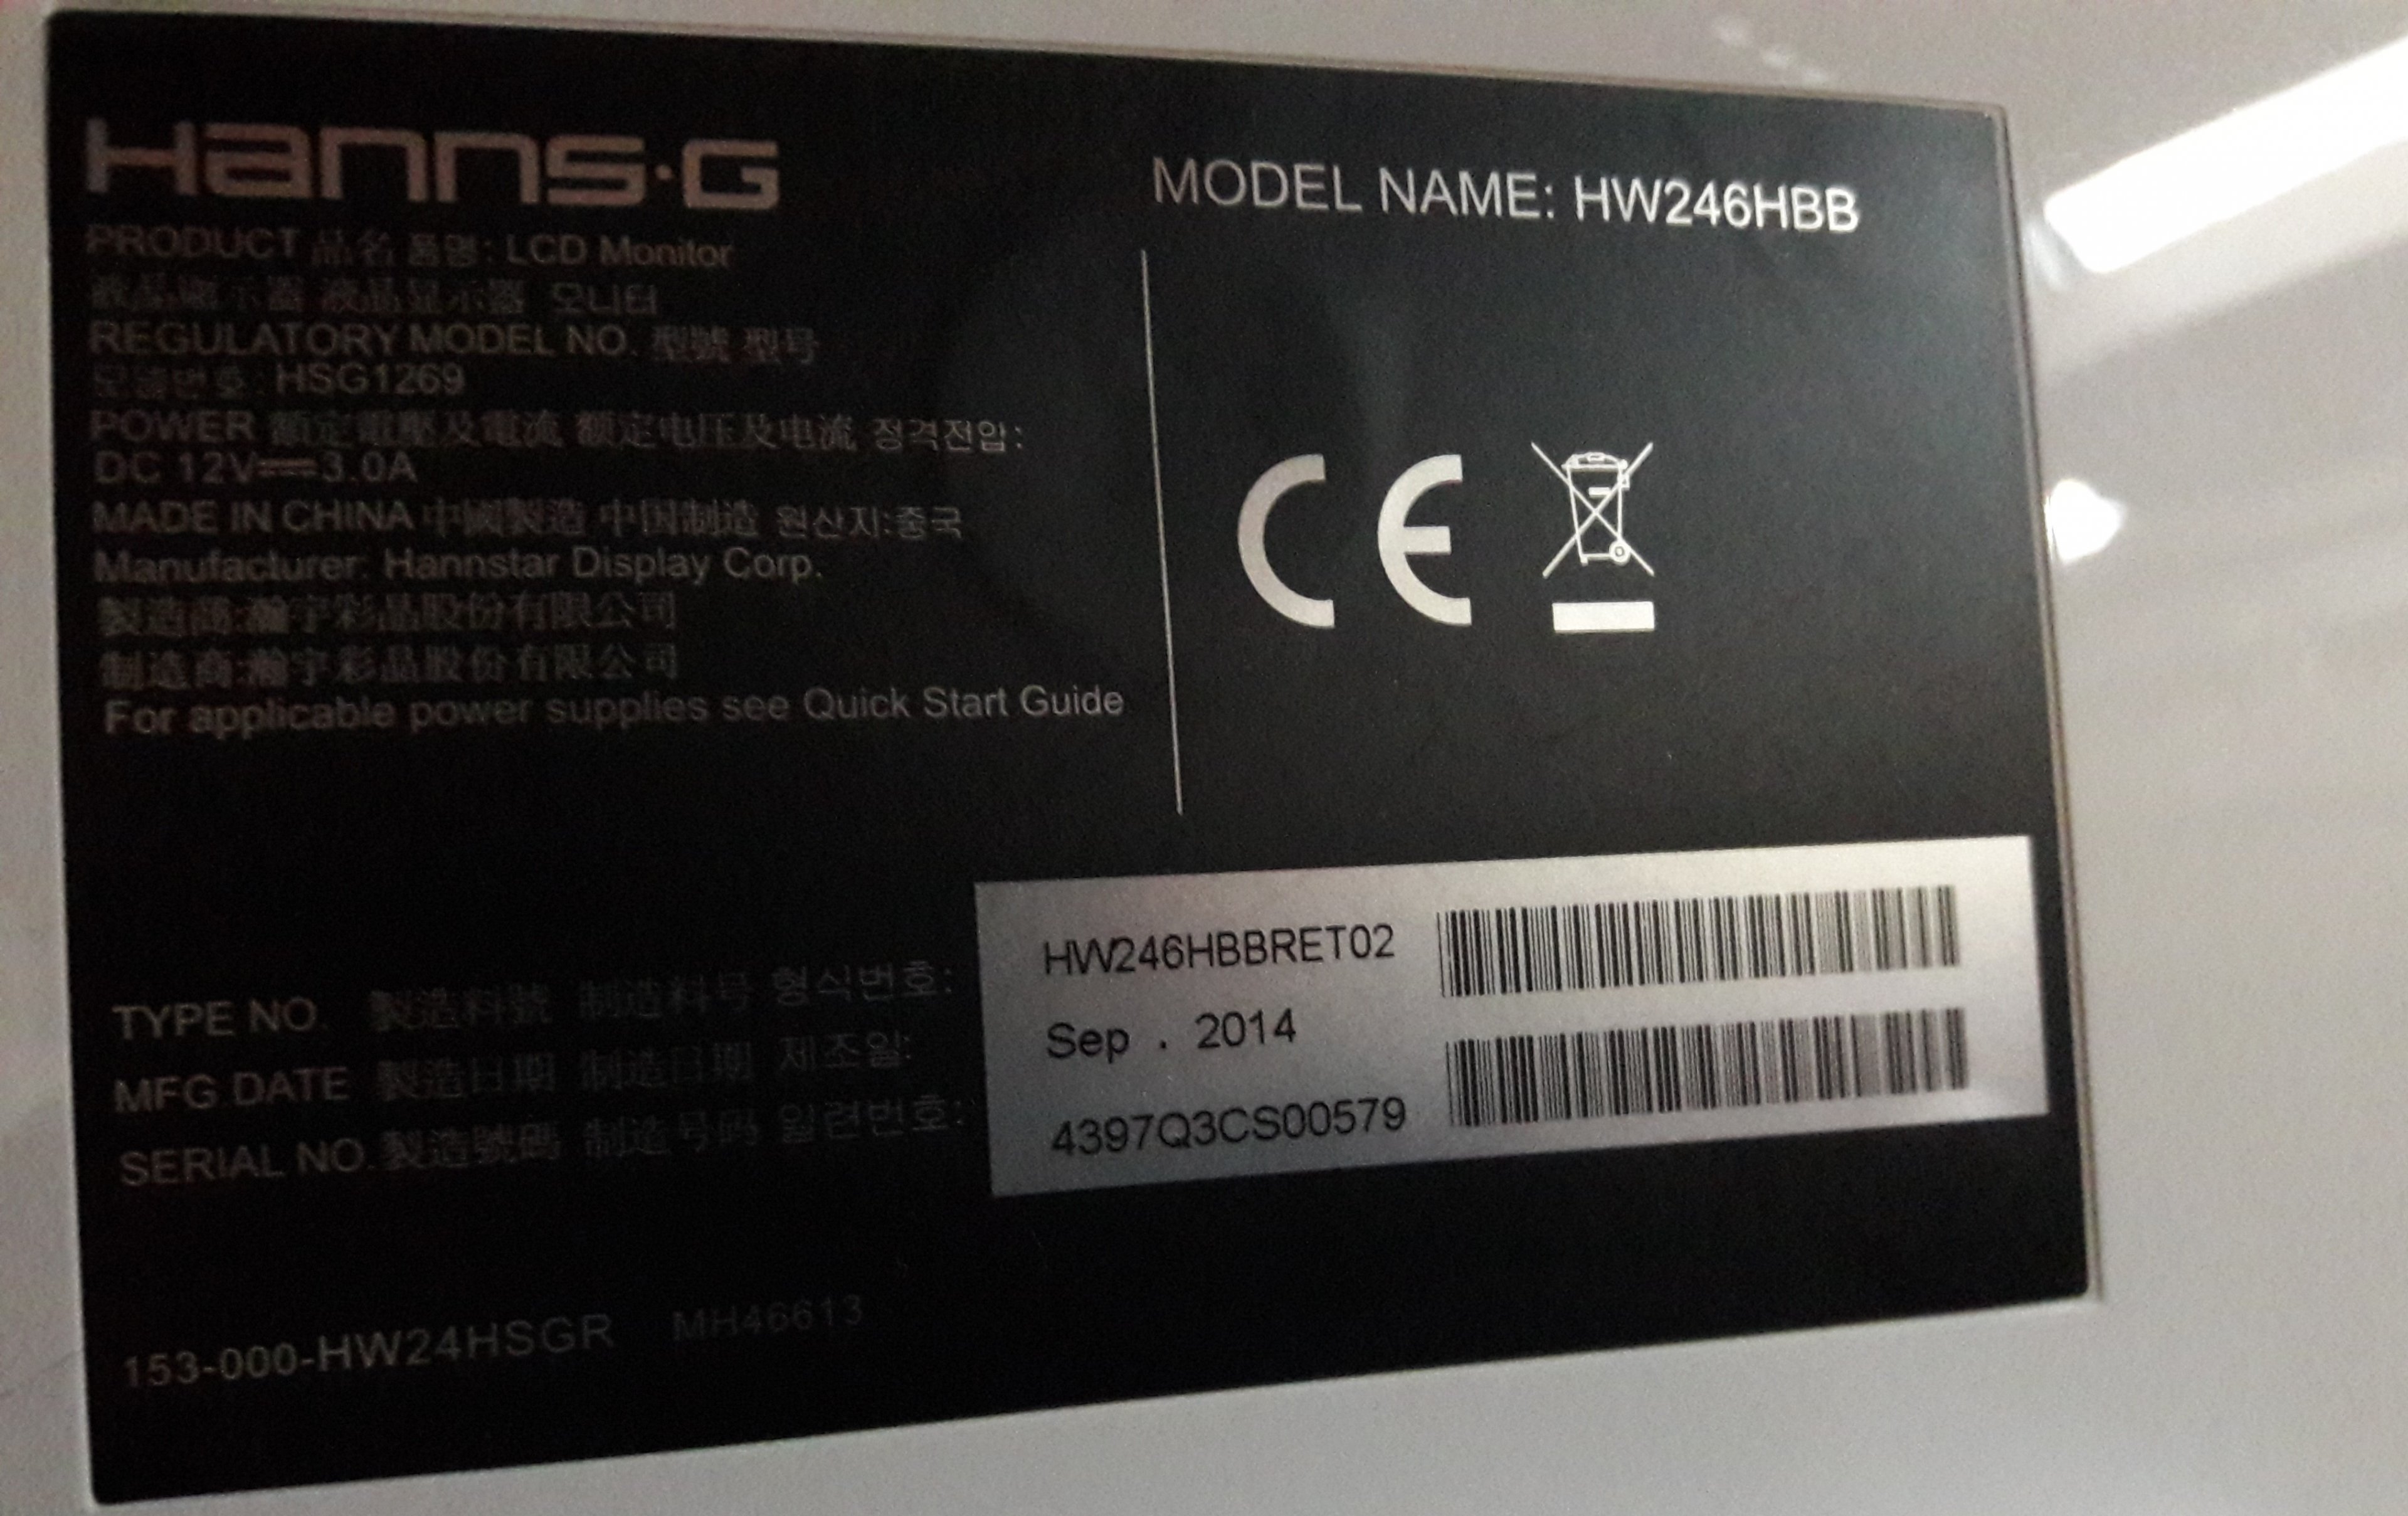 Hanns·G
PRODUCT 品名 품명: LCD Monitor
液晶顯示器 液晶显示器 모니터
REGULATORY MODEL NO. 型號 型号
모델번호: HSG1269
POWER 額定電壓及電流 额定电压及电流 정격전압:
DC 12V⎓3.0A
MADE IN CHINA 中國製造 中国制造 원산지:중국
Manufacturer: Hannstar Display Corp.
製造商:瀚宇彩晶股份有限公司
制造商:瀚宇彩晶股份有限公司
For applicable power supplies see Quick Start Guide
MODEL NAME: HW246HBB
CE
TYPE NO. 製造料號 制造料号 형식번호: HW246HBBRET02
MFG.DATE 製造日期 制造日期 제조일: Sep . 2014
SERIAL NO.製造號碼 制造号码 일련번호: 4397Q3CS00579
153-000-HW24HSGR MH46613